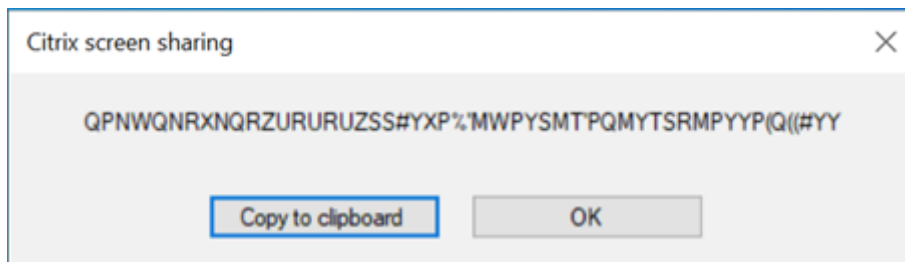 Citrix screen sharing
QPNWQNRXNQRZURURUZSS#YXP%'MWPYSMT'PQMYTSRMPYYP(Q((#YY
Copy to clipboard
OK